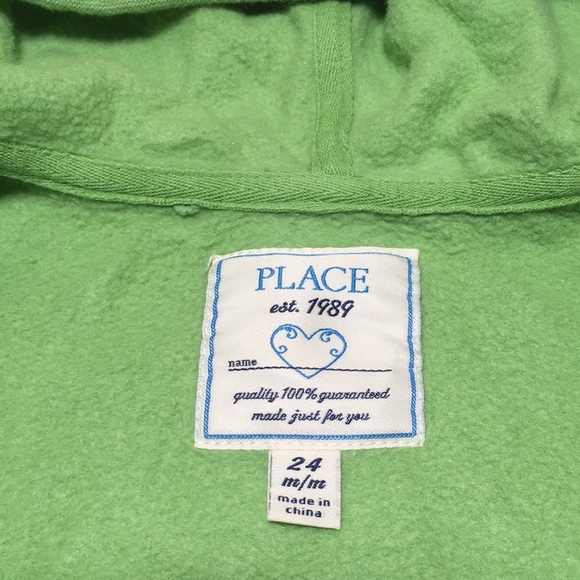 PLACE
est. 1989
name
quality 100% guaranteed
made just for you
24
m/m
made in
china